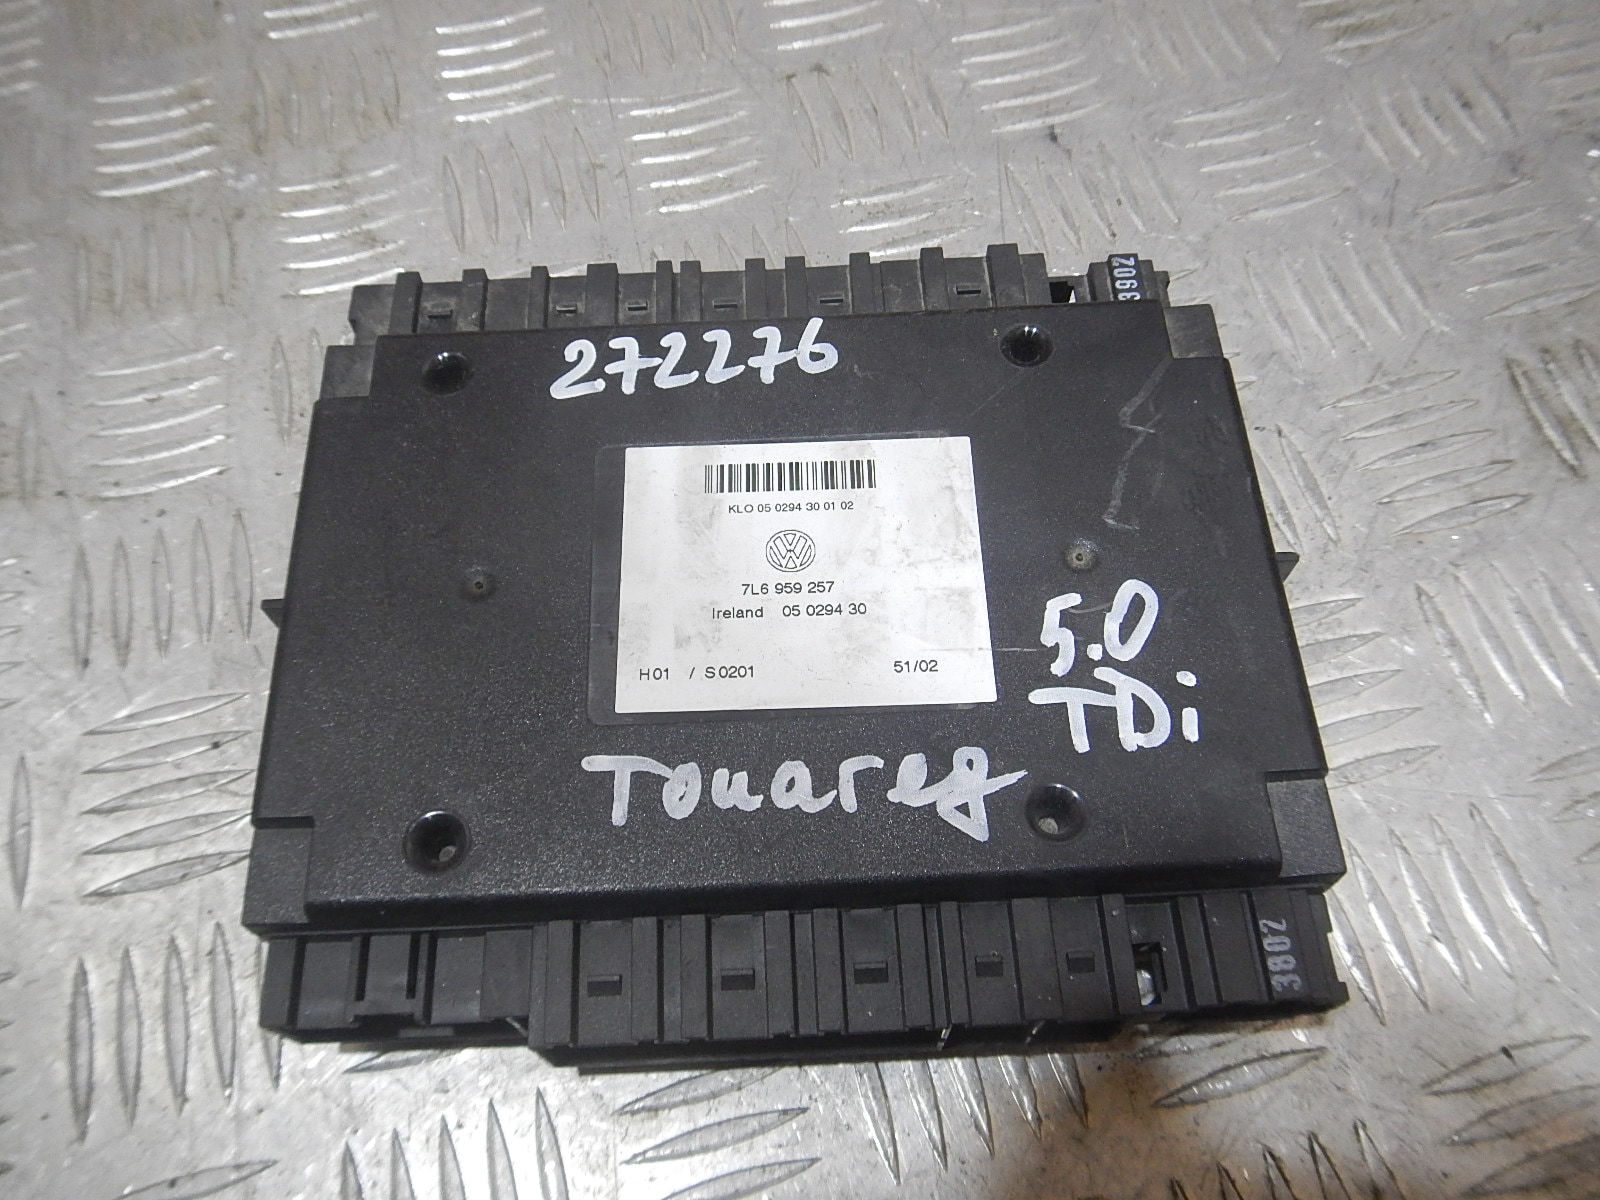 3902
272276
KLO 05 0294 30 01 02
7L6 959 257
Ireland 05 0294 30
H01 / S0201 51/02
5.0
TDi
Touareg
3802